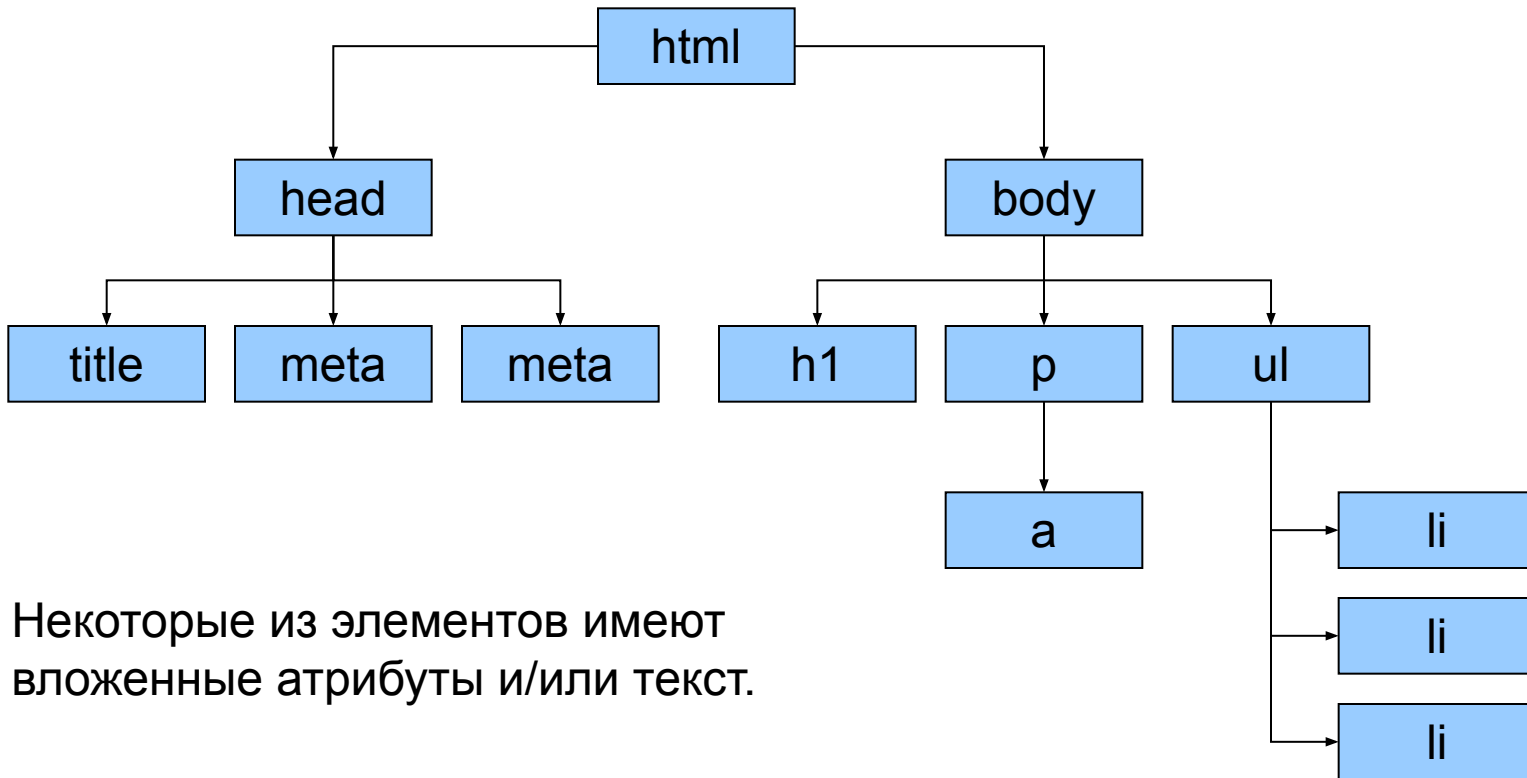 html
head
body
title
meta
meta
h1
p
ul
a
li
li
li
Некоторые из элементов имеют
вложенные атрибуты и/или текст.